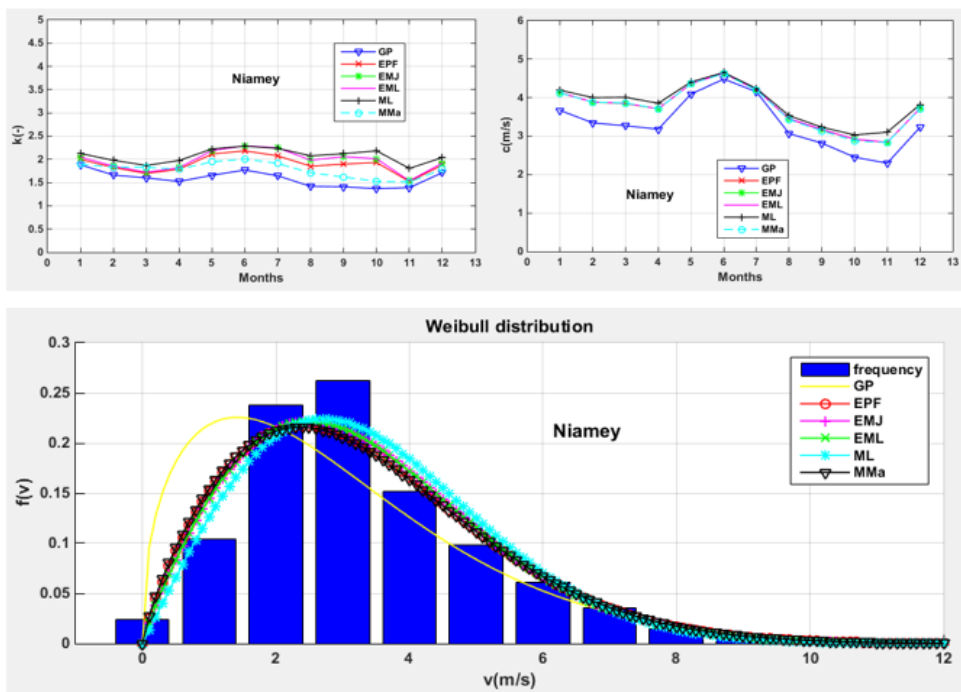 5
4.5
4
3.5
3
2.5
2
1.5
1
0.5
0
k(-)
Niamey
GP
EPF
EMJ
EML
ML
MMa
0 1 2 3 4 5 6 7 8 9 10 11 12 13
Months
6
5
4
3
2
1
0
c(m/s)
Niamey
GP
EPF
EMJ
EML
ML
MMa
0 1 2 3 4 5 6 7 8 9 10 11 12 13
Months
Weibull distribution
0.3
0.25
0.2
0.15
0.1
0.05
0
f(v)
Niamey
frequency
GP
EPF
EMJ
EML
ML
MMa
0 2 4 6 8 10 12
v(m/s)